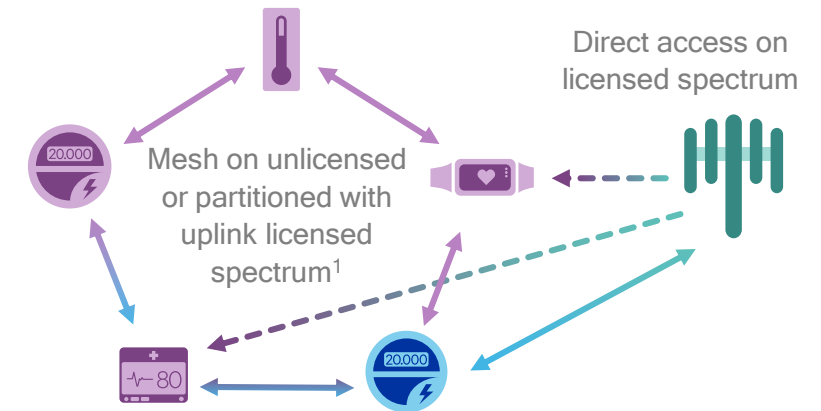 Direct access on
licensed spectrum
20.000
Mesh on unlicensed
or partitioned with
uplink licensed
spectrum1
80
20.000